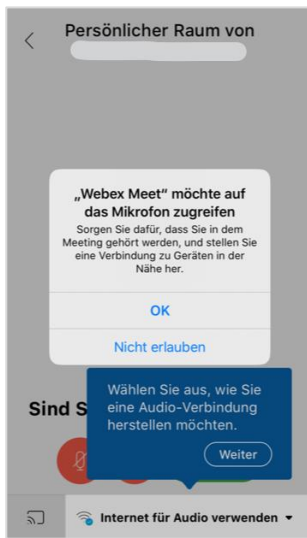 Persönlicher Raum von
„Webex Meet“ möchte auf
das Mikrofon zugreifen
Sorgen Sie dafür, dass Sie in dem
Meeting gehört werden, und stellen Sie
eine Verbindung zu Geräten in der
Nähe her.
OK
Nicht erlauben
Wählen Sie aus, wie Sie
eine Audio-Verbindung
herstellen möchten.
Sind S
Weiter
Internet für Audio verwenden